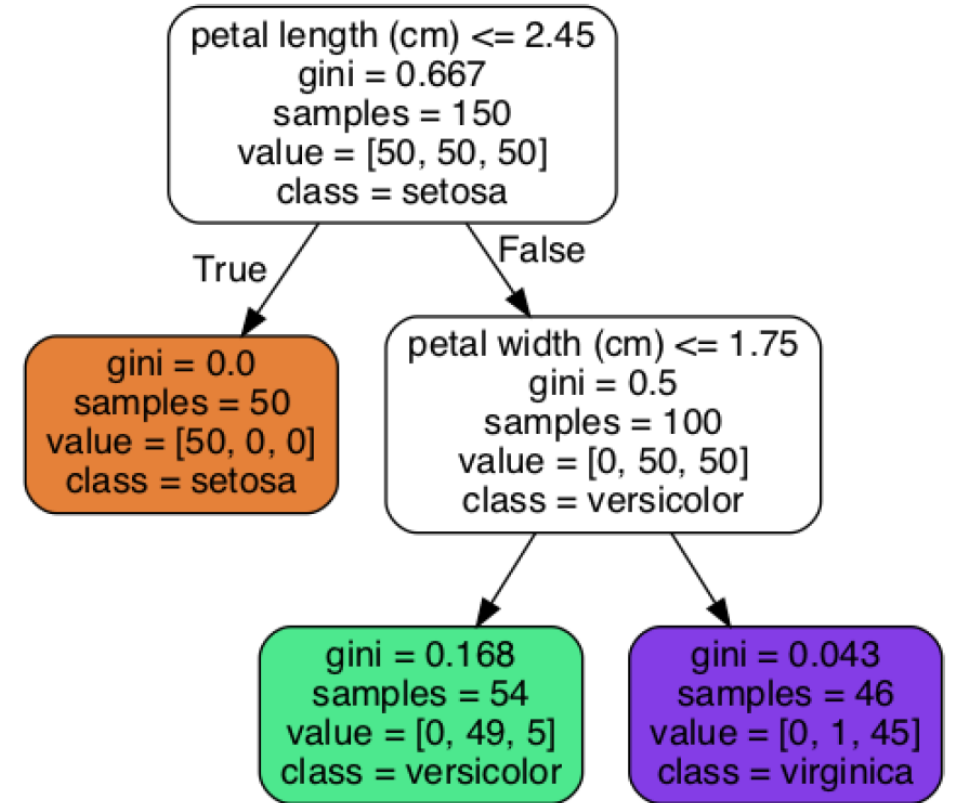 petal length (cm) <= 2.45
gini = 0.667
samples = 150
value = [50, 50, 50]
class = setosa
True
False
gini = 0.0
samples = 50
value = [50, 0, 0]
class = setosa
petal width (cm) <= 1.75
gini = 0.5
samples = 100
value = [0, 50, 50]
class = versicolor
gini = 0.168
samples = 54
value = [0, 49, 5]
class = versicolor
gini = 0.043
samples = 46
value = [0, 1, 45]
class = virginica